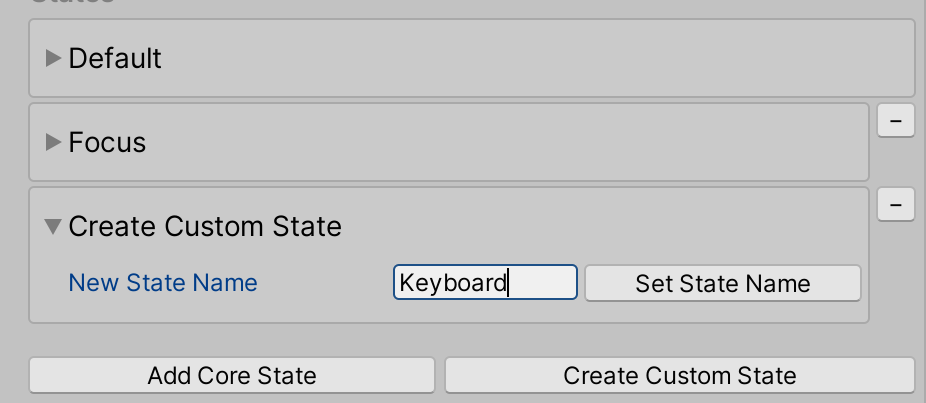 States
Default
Focus
−
Create Custom State
−
New State Name Keyboard Set State Name
Add Core State Create Custom State